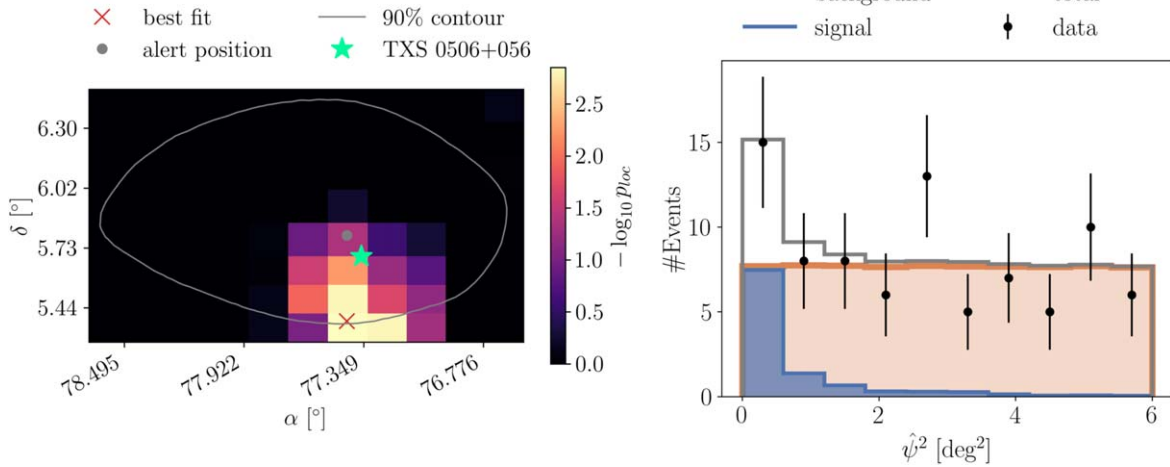 best fit
90% contour
alert position
TXS 0506+056
6.30
6.02
5.73
5.44
δ [°]
78.495
77.922
77.349
76.776
α [°]
2.5
2.0
1.5
1.0
0.5
0.0
− log₁₀ p_loc
signal
data
15
10
5
0
#Events
0
2
4
6
ψ̂² [deg²]